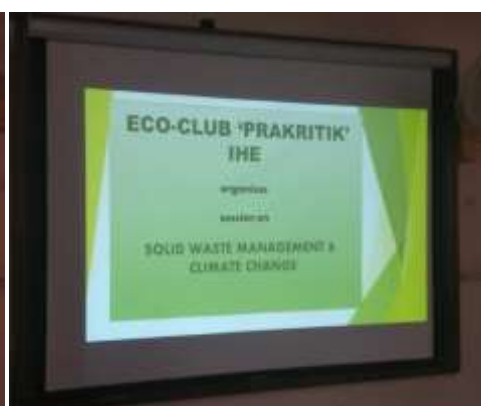 ECO-CLUB 'PRAKRITIK'
IHE
organises
session on
SOLID WASTE MANAGEMENT &
CLIMATE CHANGE